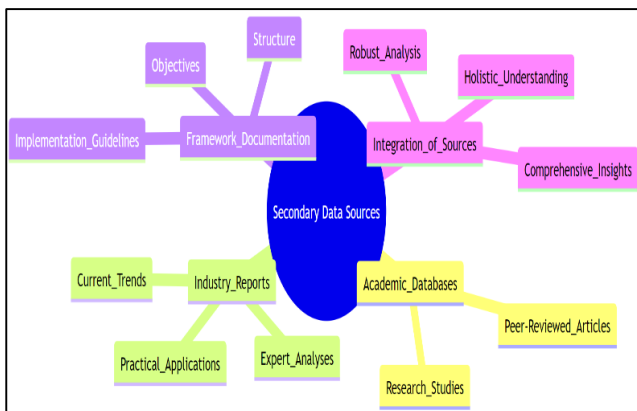 Structure
Objectives
Implementation_Guidelines
Framework_Documentation
Robust_Analysis
Holistic_Understanding
Integration_of_Sources
Comprehensive_Insights
Secondary Data Sources
Current_Trends
Industry_Reports
Practical_Applications
Expert_Analyses
Academic_Databases
Peer-Reviewed_Articles
Research_Studies